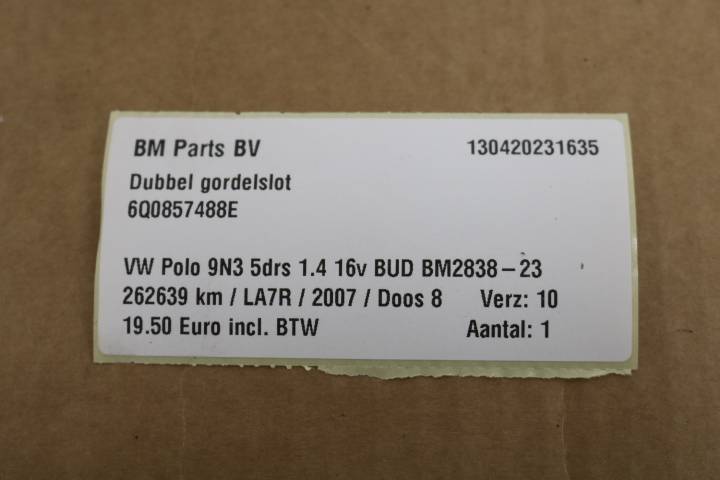 BM Parts BV 130420231635
Dubbel gordelslot
6Q0857488E
VW Polo 9N3 5drs 1.4 16v BUD BM2838-23
262639 km / LA7R / 2007 / Doos 8 Verz: 10
19.50 Euro incl. BTW Aantal: 1